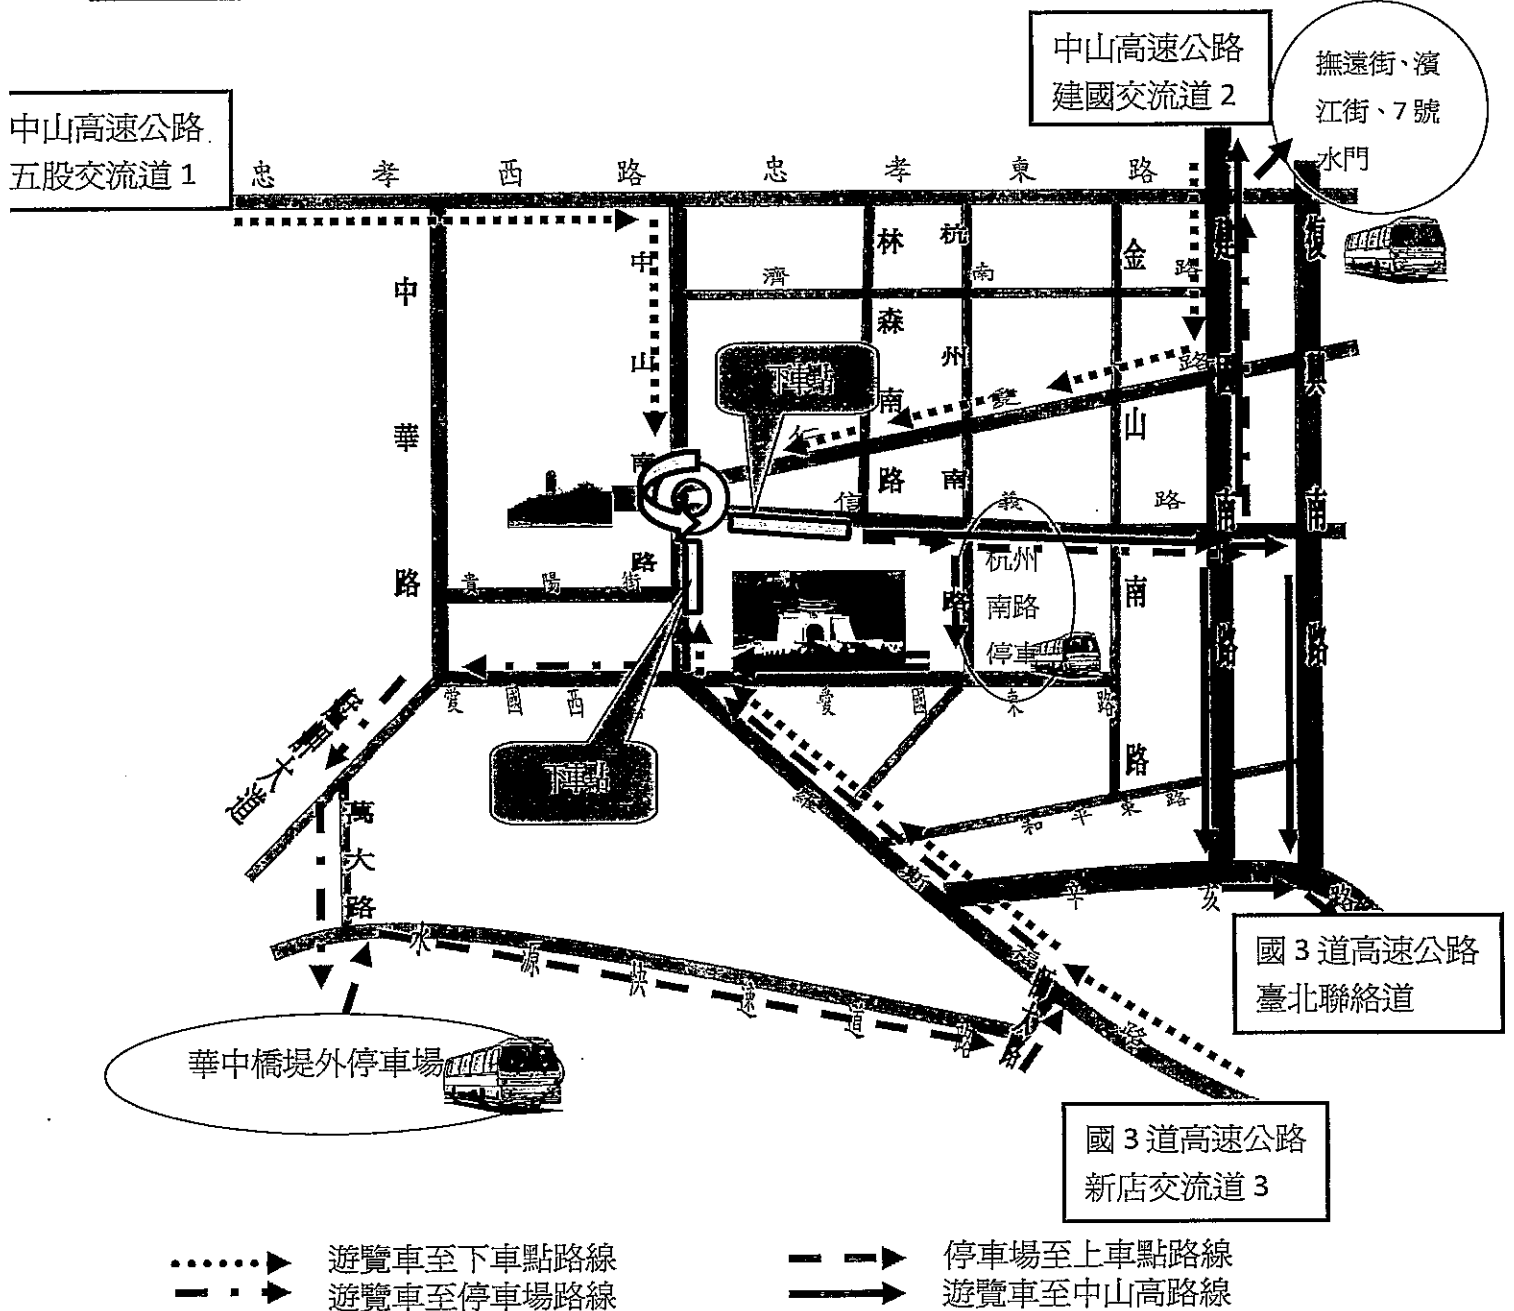 中山高速公路
建國交流道 2
撫遠街、濱
江街、7 號
水門
中山高速公路
五股交流道 1
忠孝西路
忠孝東路
中華路
中山南路
濟南路
林森南路
杭州南路
金山南路
建國南路
復興南路
仁愛路
信義路
下車點
貴陽街
杭州
南路
停車
愛國西
愛國東路
下車點
和平東路
羅斯福路
辛亥路
萬大路
水源快速道路
大道
國 3 道高速公路
臺北聯絡道
華中橋堤外停車場
國 3 道高速公路
新店交流道 3
遊覽車至下車點路線
停車場至上車點路線
遊覽車至停車場路線
遊覽車至中山高路線